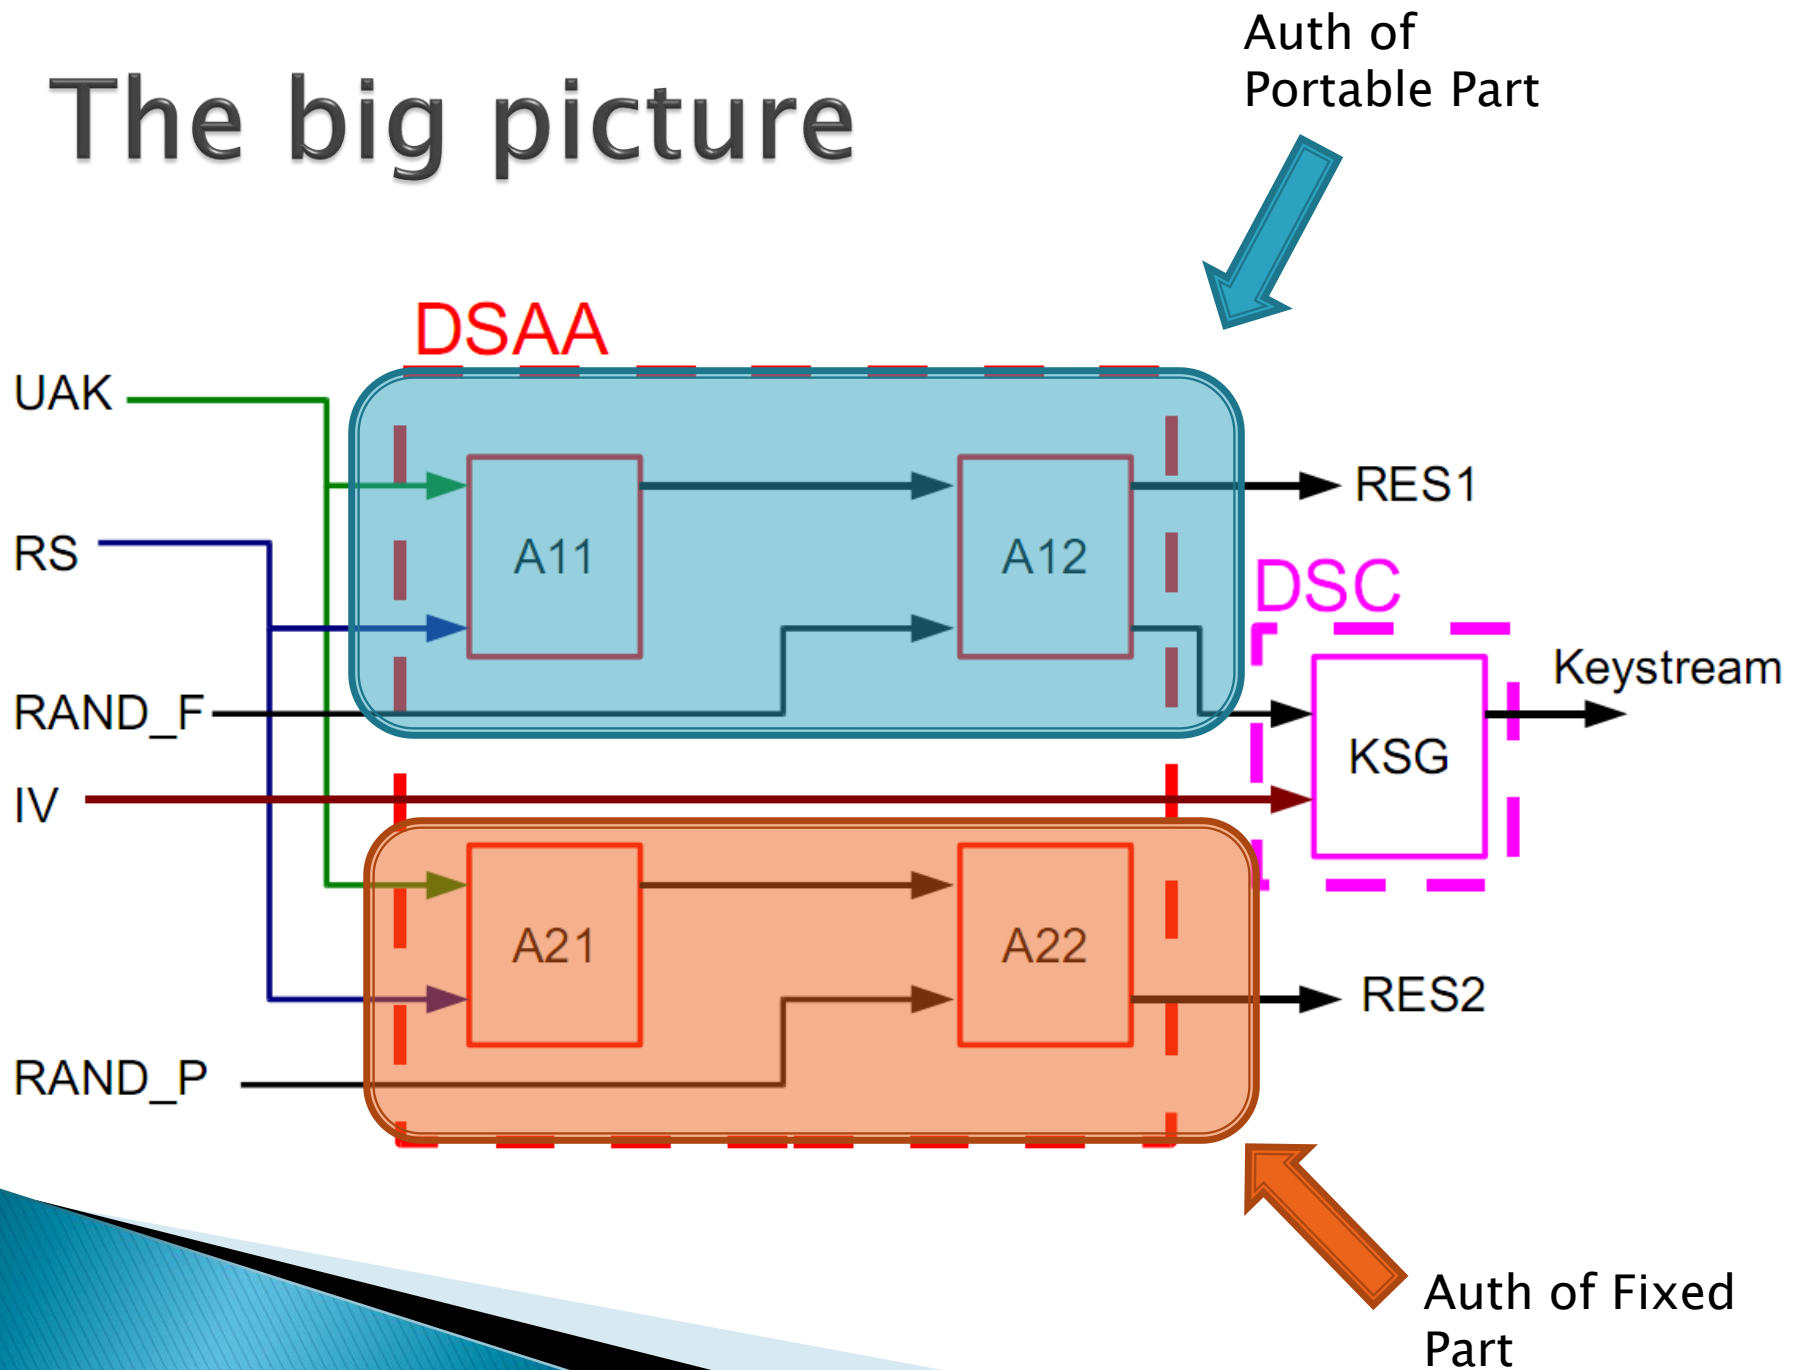 Auth of
Portable Part
The big picture
DSAA
UAK
RES1
RS
A11
A12
DSC
Keystream
RAND_F
KSG
IV
A21
A22
RES2
RAND_P
Auth of Fixed
Part